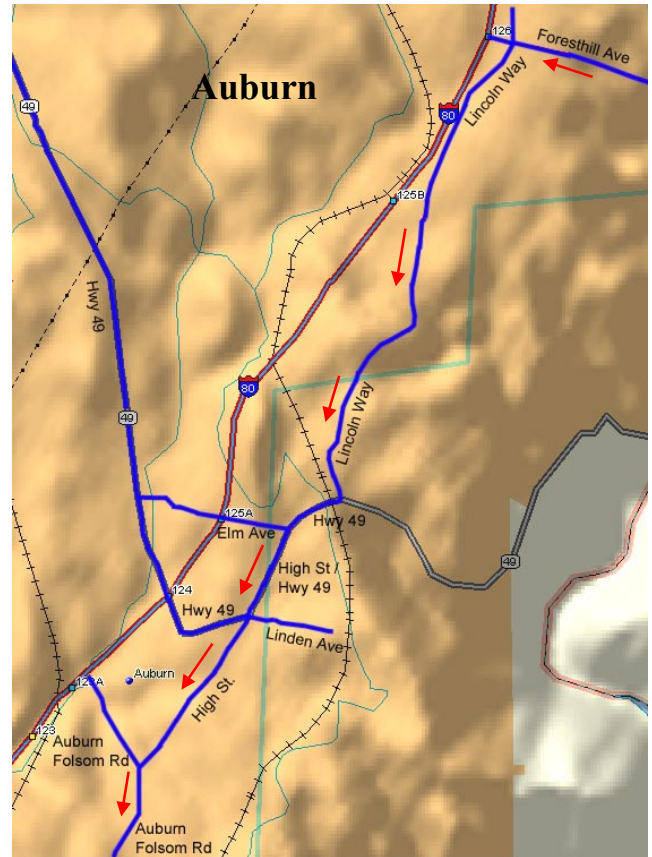 126
Foresthill Ave
49
Auburn
Lincoln Way
80
125B
Hwy 49
80
Lincoln Way
49
125A
Hwy 49
Elm Ave
49
High St /
Hwy 49
124
Hwy 49
Linden Ave
Auburn
High St.
123
Auburn
Folsom Rd
Auburn
Folsom Rd